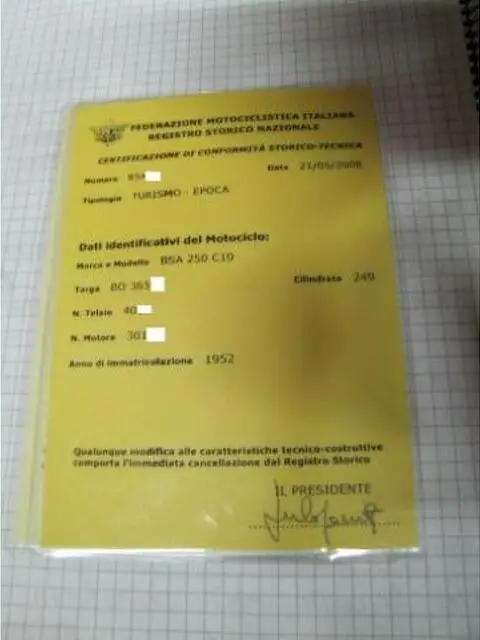 FEDERAZIONE MOTOCICLISTICA ITALIANA
REGISTRO STORICO NAZIONALE
CERTIFICAZIONE DI CONFORMITÀ STORICO-TECNICA
Numero 858 Data 21/05/2008
Tipologia TURISMO - EPOCA
Dati identificativi del Motociclo:
Marca e Modello BSA 250 C10
Targa BO 365 Cilindrata 249
N. Telaio 40
N. Motore 301
Anno di immatricolazione 1952
Qualunque modifica alle caratteristiche tecnico-costruttive
comporta l'immediata cancellazione dal Registro Storico
IL PRESIDENTE